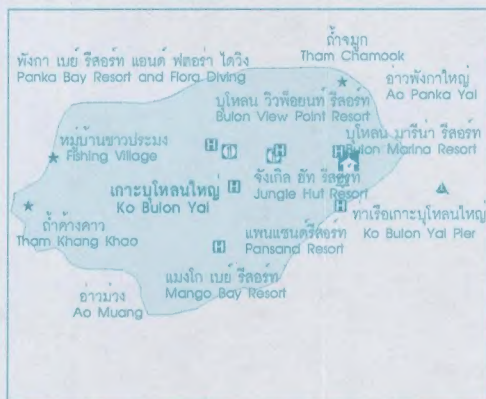 ถ้ำจมูก
Tham Chamook
พังกา เบย์ รีสอร์ท แอนด์ ฟลอร่า ไดวิง
Panka Bay Resort and Flora Diving
อ่าวพังกาใหญ่
Ao Panka Yai
บุโหลน วิวพ็อยนท์ รีสอร์ท
Bulon View Point Resort
บุโหลน มารีน่า รีสอร์ท
Bulon Marina Resort
หมู่บ้านชาวประมง
Fishing Village
จังเกิล ฮัท รีสอร์ท
Jungle Hut Resort
เกาะบุโหลนใหญ่
Ko Bulon Yai
ท่าเรือเกาะบุโหลนใหญ่
Ko Bulon Yai Pier
ถ้ำค้างคาว
Tham Khang Khao
แพนแซนด์รีสอร์ท
Pansand Resort
แมงโก เบย์ รีสอร์ท
Mango Bay Resort
อ่าวม่วง
Ao Muang